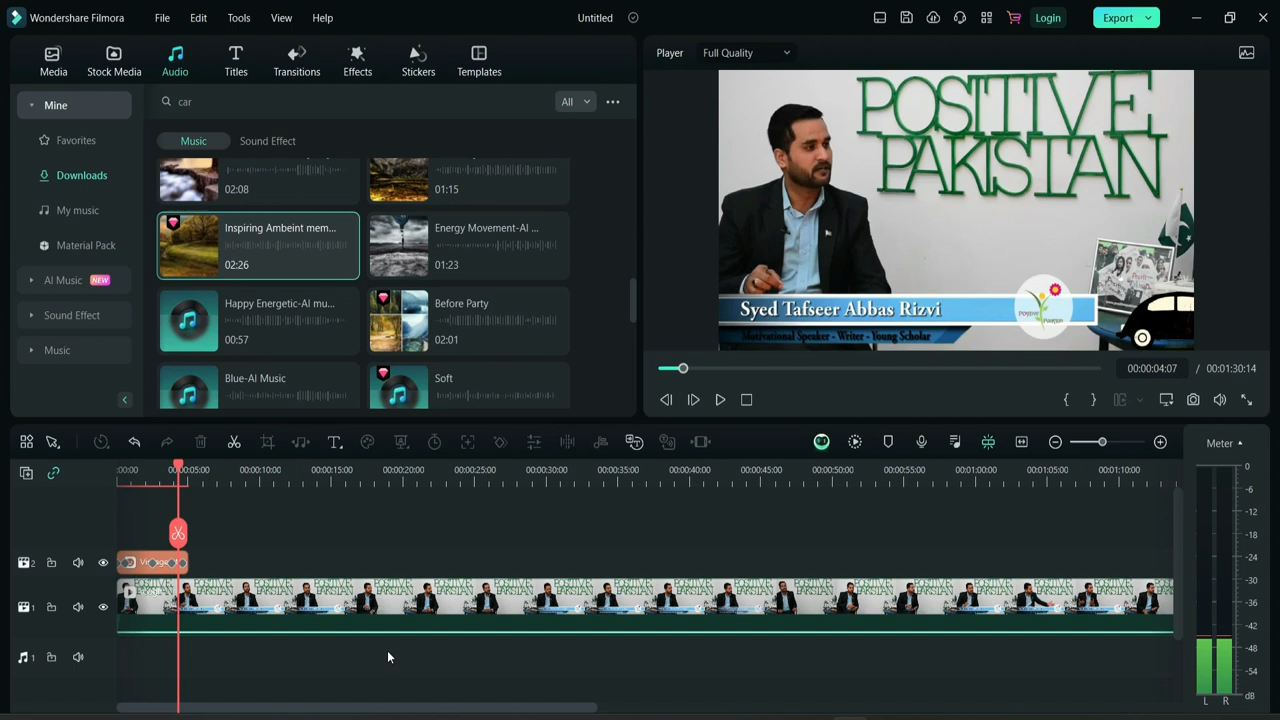 Wondershare Filmora
File
Edit
Tools
View
Help
Untitled
Login
Export
Media
Stock Media
Audio
Titles
Transitions
Effects
Stickers
Templates
Player
Full Quality
Mine
car
All
Favorites
Downloads
My music
Material Pack
AI Music
NEW
Sound Effect
Music
Music
Sound Effect
02:08
01:15
Inspiring Ambeint mem...
02:26
Energy Movement-AI ...
01:23
Happy Energetic-AI mu...
00:57
Before Party
02:01
Blue-AI Music
Soft
POSITIVE
PAKISTAN
Syed Tafseer Abbas Rizvi
Motivational Speaker - Writer - Young Scholar
00:00:04:07 / 00:01:30:14
Meter
:00:00
00:00:05:00
00:00:10:00
00:00:15:00
00:00:20:00
00:00:25:00
00:00:30:00
00:00:35:00
00:00:40:00
00:00:45:00
00:00:50:00
00:00:55:00
00:01:00:00
00:01:05:00
00:01:10:00
2
1
1
0
-6
-12
-18
-24
-30
-36
-42
-48
-54
dB
L R